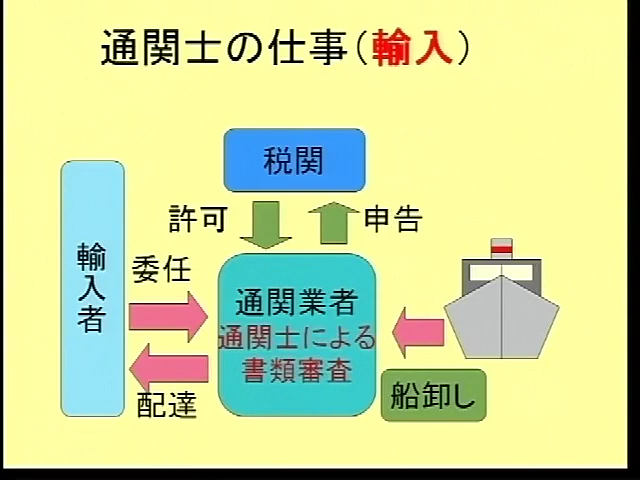 通関士の仕事(輸入)
税関
許可
申告
輸入者
委任
通関業者
通関士による
書類審査
配達
船卸し